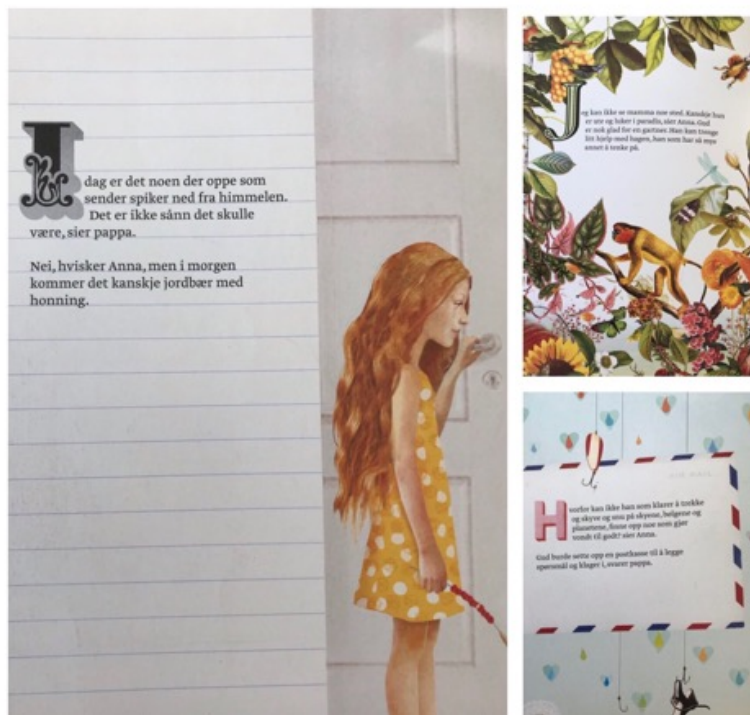 I dag er det noen der oppe som
sender spiker ned fra himmelen.
Det er ikke sånn det skulle
være, sier pappa.
Nei, hvisker Anna, men i morgen
kommer det kanskje jordbær med
honning.
Jeg kan ikke se mamma noe sted. Kanskje hun
er ute og luker i paradis, sier Anna. Gud
er nok glad for en gartner. Han kan trenge
litt hjelp med hagen, han som har så mye
annet å tenke på.
Hvorfor kan ikke han som klarer å trekke
og skyve og snu på skyene, bølgene og
planetene, finne opp noe som gjør
vondt til godt? sier Anna.
Gud burde sette opp en postkasse til å legge
spørsmål og klager i, svarer pappa.